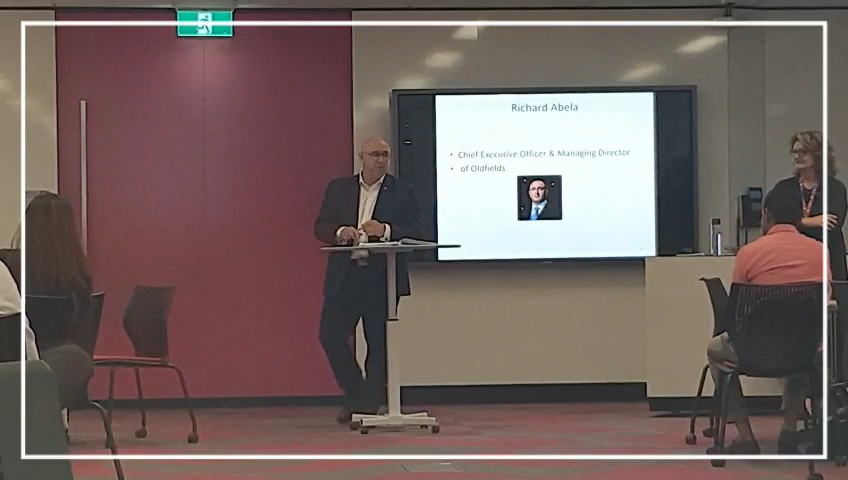 Richard Abela
• Chief Executive Officer & Managing Director
• of Oldfields